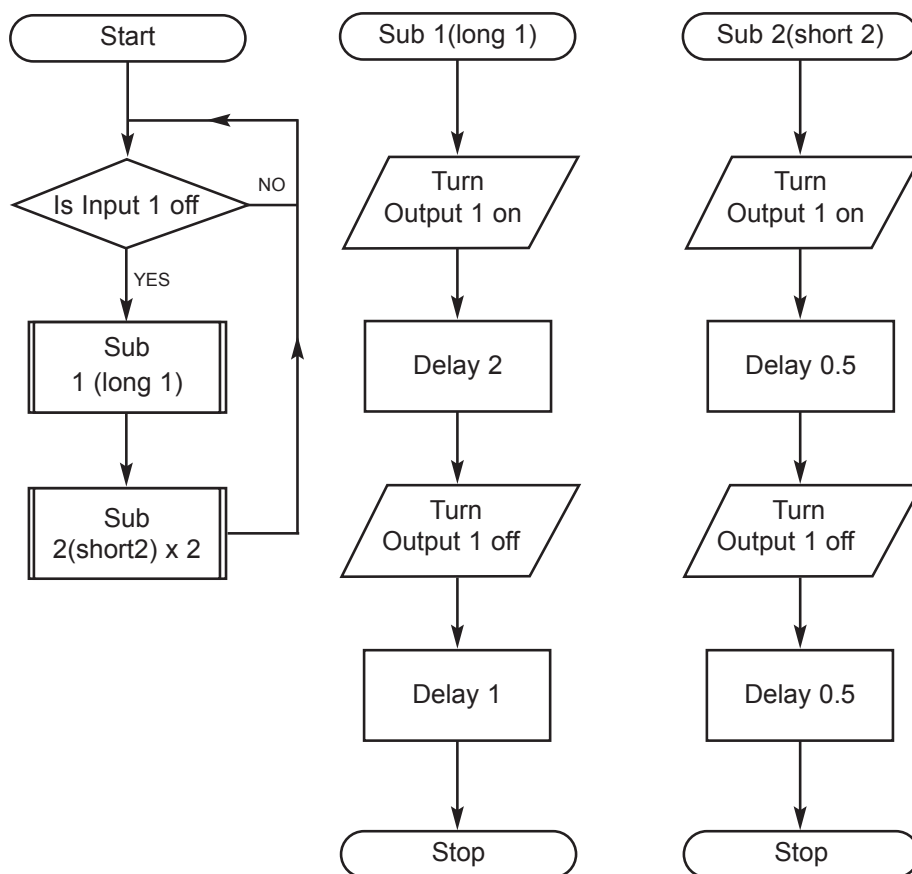 Start
Is Input 1 off
NO
YES
Sub
1 (long 1)
Sub
2(short2) x 2
Sub 1(long 1)
Turn
Output 1 on
Delay 2
Turn
Output 1 off
Delay 1
Stop
Sub 2(short 2)
Turn
Output 1 on
Delay 0.5
Turn
Output 1 off
Delay 0.5
Stop